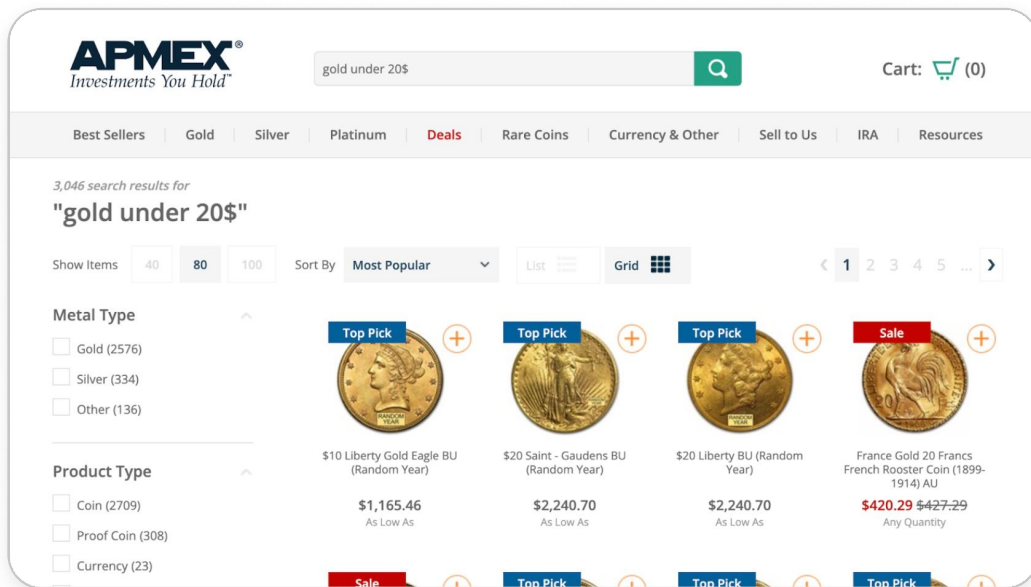 APMEX®
Investments You Hold™
gold under 20$
Cart: (0)
Best Sellers Gold Silver Platinum Deals Rare Coins Currency & Other Sell to Us IRA Resources
3,046 search results for
"gold under 20$"
Show Items 40 80 100 Sort By Most Popular List Grid 1 2 3 4 5 ...
Metal Type
Gold (2576)
Silver (334)
Other (136)
Product Type
Coin (2709)
Proof Coin (308)
Currency (23)
Top Pick
RANDOM
YEAR
$10 Liberty Gold Eagle BU
(Random Year)
$1,165.46
As Low As
Top Pick
$20 Saint - Gaudens BU
(Random Year)
$2,240.70
As Low As
Top Pick
RANDOM
YEAR
$20 Liberty BU (Random
Year)
$2,240.70
As Low As
Sale
20 F
France Gold 20 Francs
French Rooster Coin (1899-
1914) AU
$420.29 $427.29
Any Quantity
Sale
Top Pick
Top Pick
Top Pick